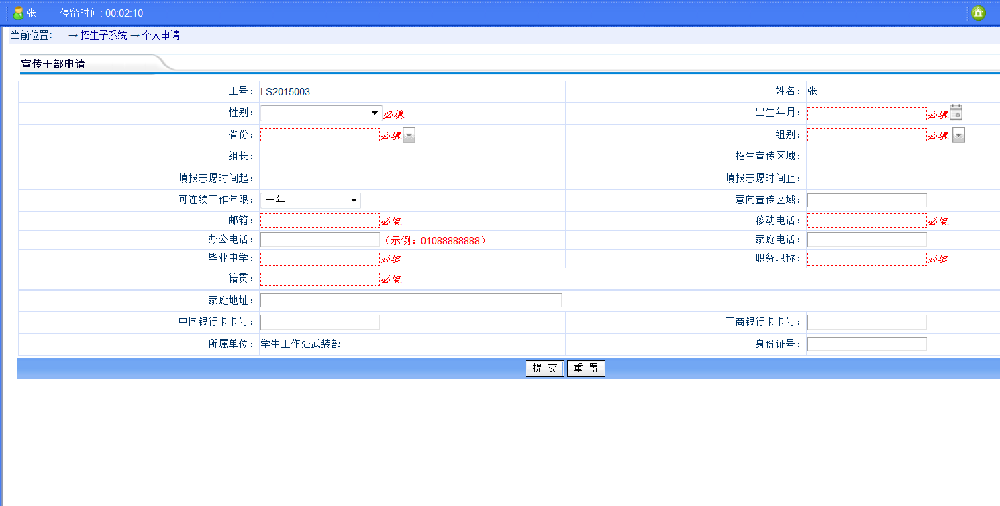 张三 停留时间: 00:02:10
当前位置： →招生子系统→个人申请
宣传干部申请
工号： LS2015003 姓名： 张三
性别： 必填. 出生年月： 必填.
省份： 必填. 组别： 必填.
组长： 招生宣传区域：
填报志愿时间起： 填报志愿时间止：
可连续工作年限： 一年 意向宣传区域：
邮箱： 必填. 移动电话： 必填.
办公电话： （示例：01088888888） 家庭电话：
毕业中学： 必填. 职务职称： 必填.
籍贯： 必填.
家庭地址：
中国银行卡卡号： 工商银行卡卡号：
所属单位： 学生工作处武装部 身份证号：
提 交 重 置